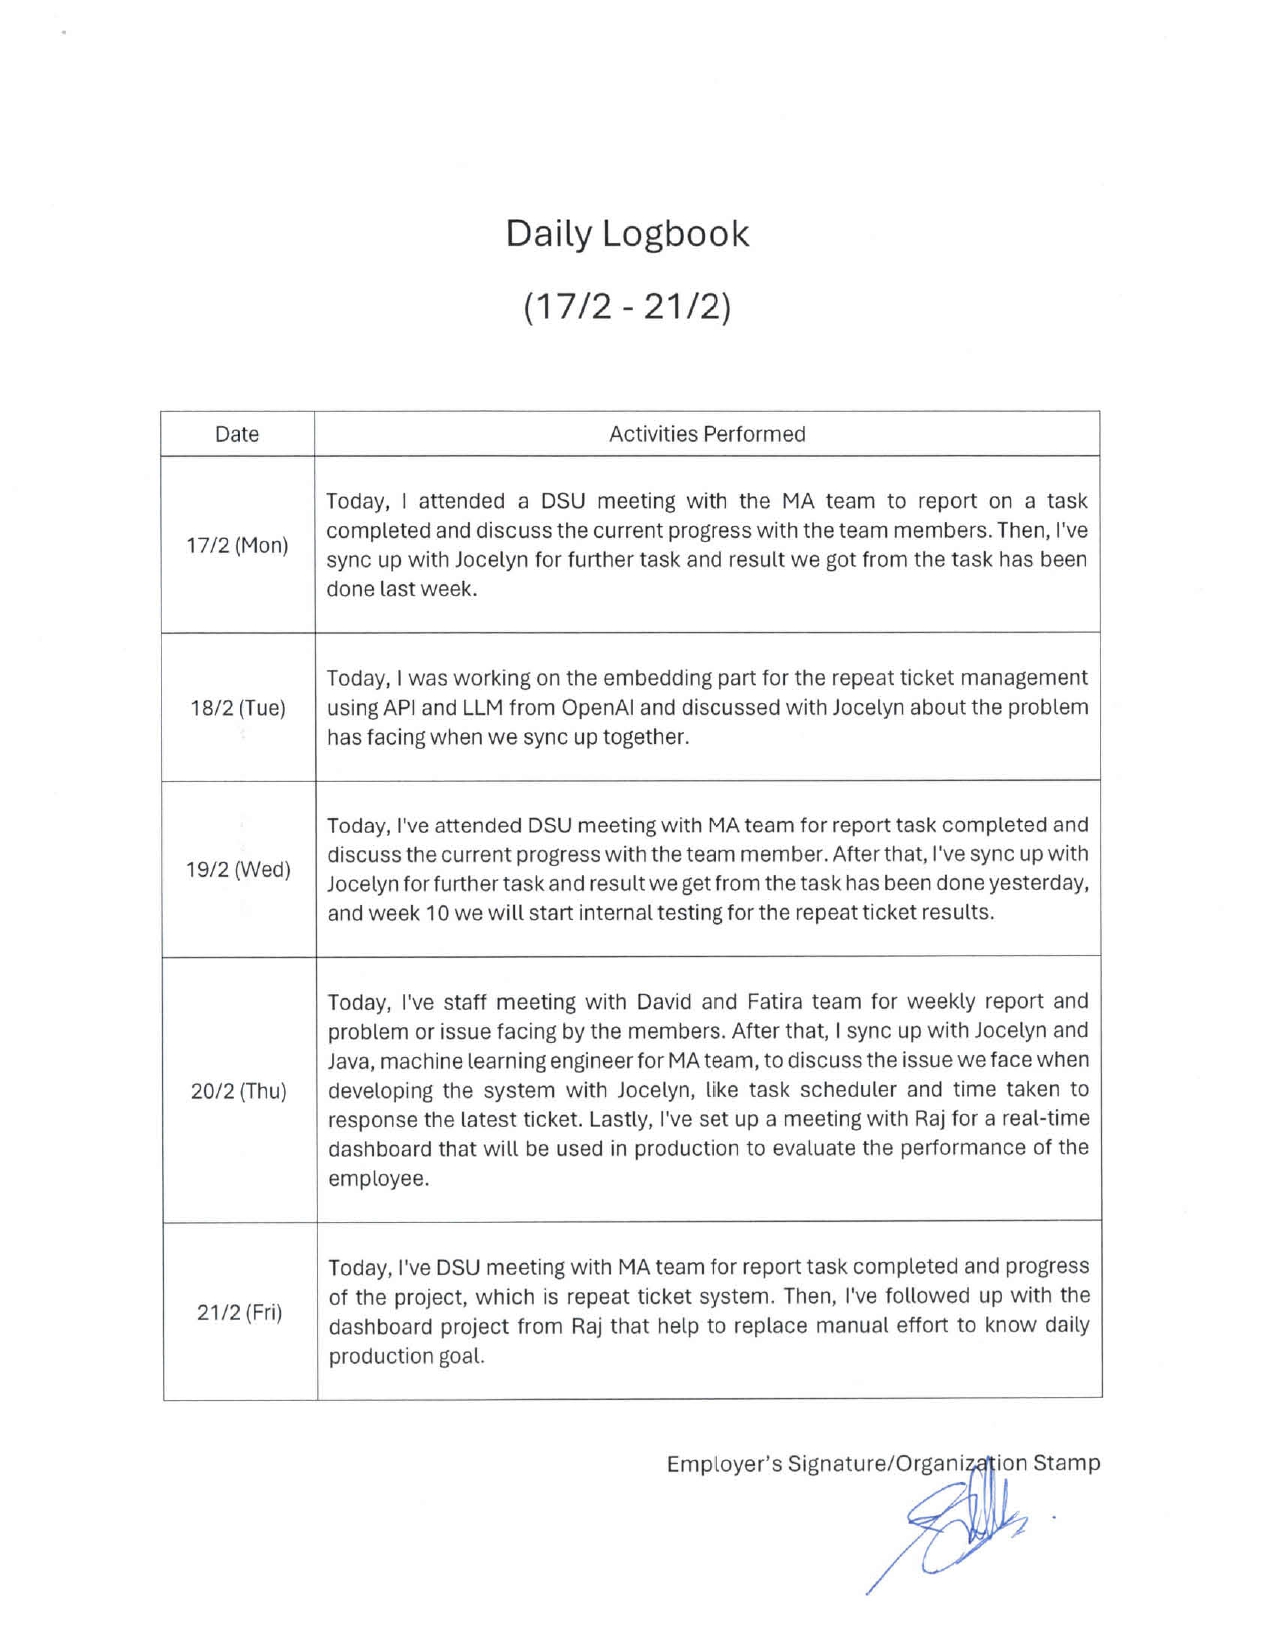 Daily Logbook
(17/2 - 21/2)
Date
Activities Performed
17/2 (Mon)
Today, I attended a DSU meeting with the MA team to report on a task
completed and discuss the current progress with the team members. Then, I've
sync up with Jocelyn for further task and result we got from the task has been
done last week.
18/2 (Tue)
Today, I was working on the embedding part for the repeat ticket management
using API and LLM from OpenAI and discussed with Jocelyn about the problem
has facing when we sync up together.
19/2 (Wed)
Today, I've attended DSU meeting with MA team for report task completed and
discuss the current progress with the team member. After that, I've sync up with
Jocelyn for further task and result we get from the task has been done yesterday,
and week 10 we will start internal testing for the repeat ticket results.
20/2 (Thu)
Today, I've staff meeting with David and Fatira team for weekly report and
problem or issue facing by the members. After that, I sync up with Jocelyn and
Java, machine learning engineer for MA team, to discuss the issue we face when
developing the system with Jocelyn, like task scheduler and time taken to
response the latest ticket. Lastly, I've set up a meeting with Raj for a real-time
dashboard that will be used in production to evaluate the performance of the
employee.
21/2 (Fri)
Today, I've DSU meeting with MA team for report task completed and progress
of the project, which is repeat ticket system. Then, I've followed up with the
dashboard project from Raj that help to replace manual effort to know daily
production goal.
Employer's Signature/Organization Stamp